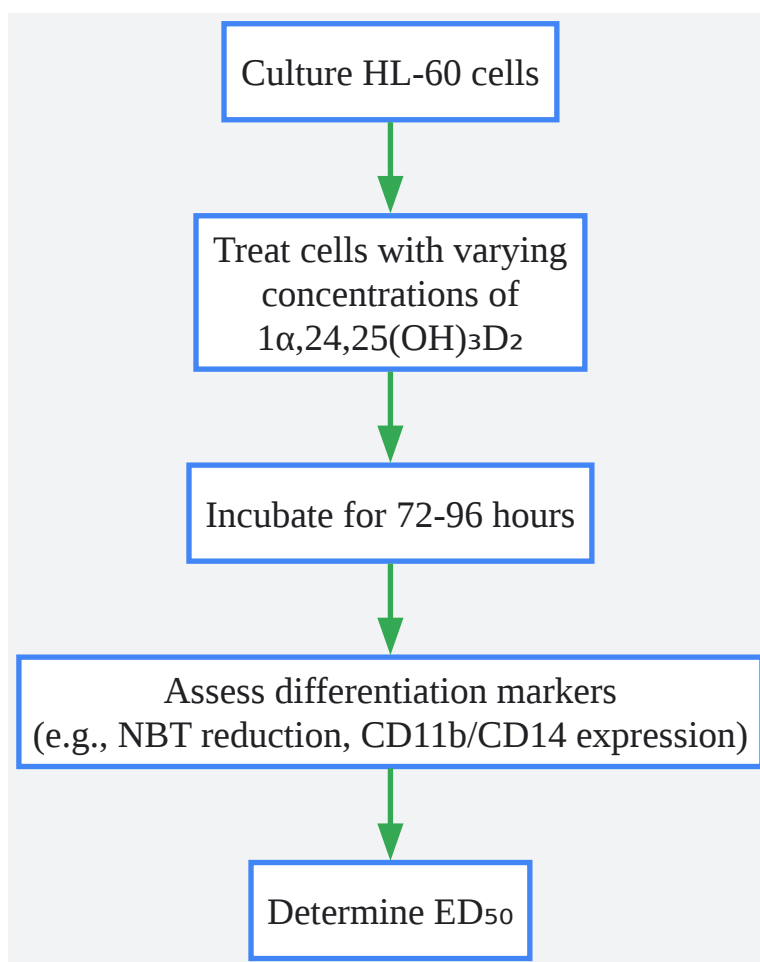 Culture HL-60 cells
Treat cells with varying
concentrations of
1α,24,25(OH)₃D₂
Incubate for 72-96 hours
Assess differentiation markers
(e.g., NBT reduction, CD11b/CD14 expression)
Determine ED₅₀